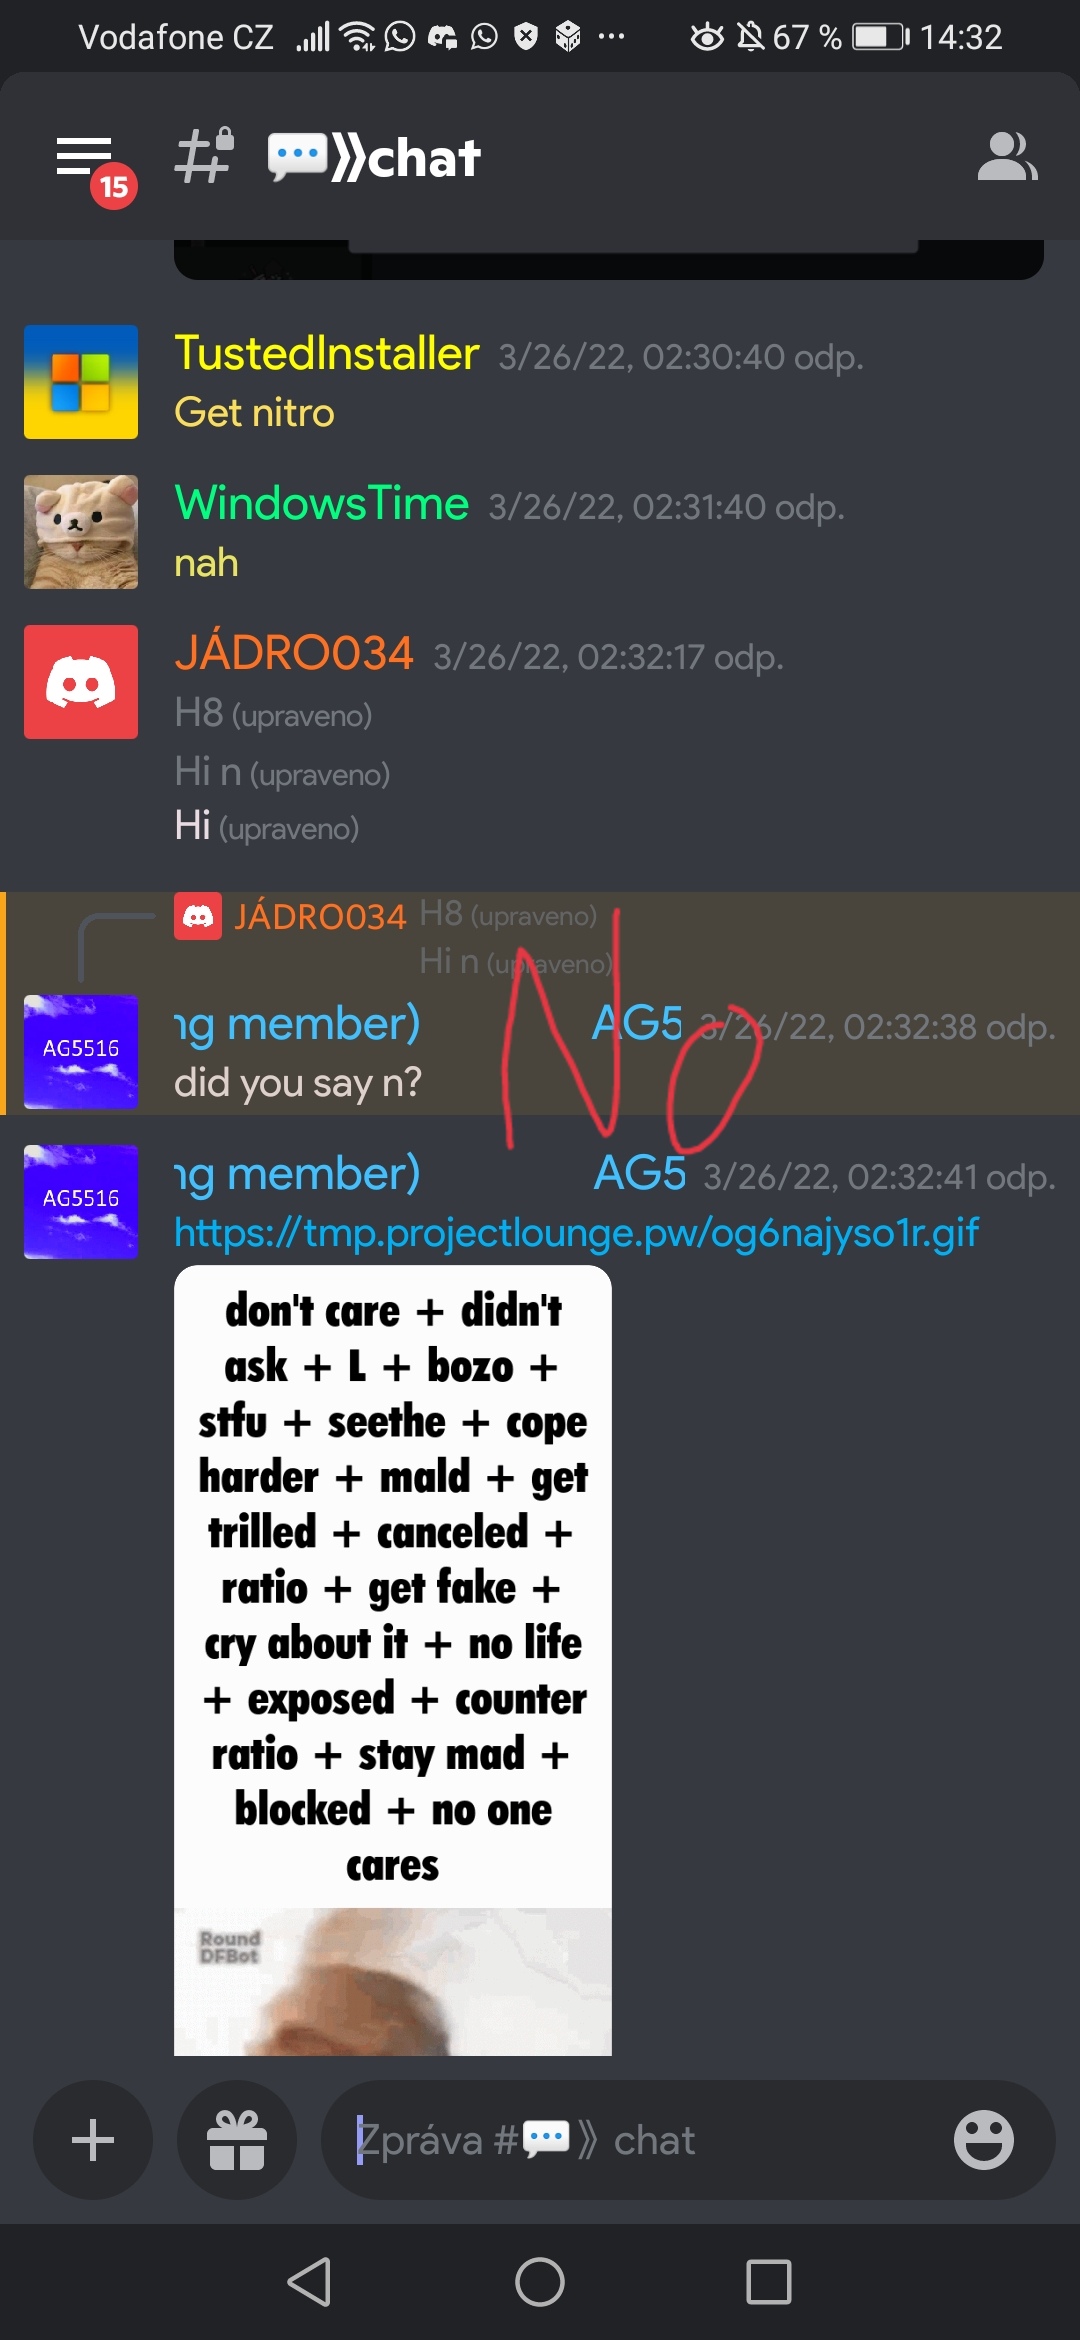 Vodafone CZ 67 % 14:32
15
chat
TustedInstaller 3/26/22, 02:30:40 odp.
Get nitro
WindowsTime 3/26/22, 02:31:40 odp.
nah
JÁDRO034 3/26/22, 02:32:17 odp.
H8 (upraveno)
Hi n (upraveno)
Hi (upraveno)
JÁDRO034 H8 (upraveno)
Hi n (upraveno)
No
AG5516
ng member) AG5 3/26/22, 02:32:38 odp.
did you say n?
AG5516
ng member) AG5 3/26/22, 02:32:41 odp.
https://tmp.projectlounge.pw/og6najyso1r.gif
don't care + didn't
ask + L + bozo +
stfu + seethe + cope
harder + mald + get
trilled + canceled +
ratio + get fake +
cry about it + no life
+ exposed + counter
ratio + stay mad +
blocked + no one
cares
Round
DFBot
Zpráva #💬》 chat